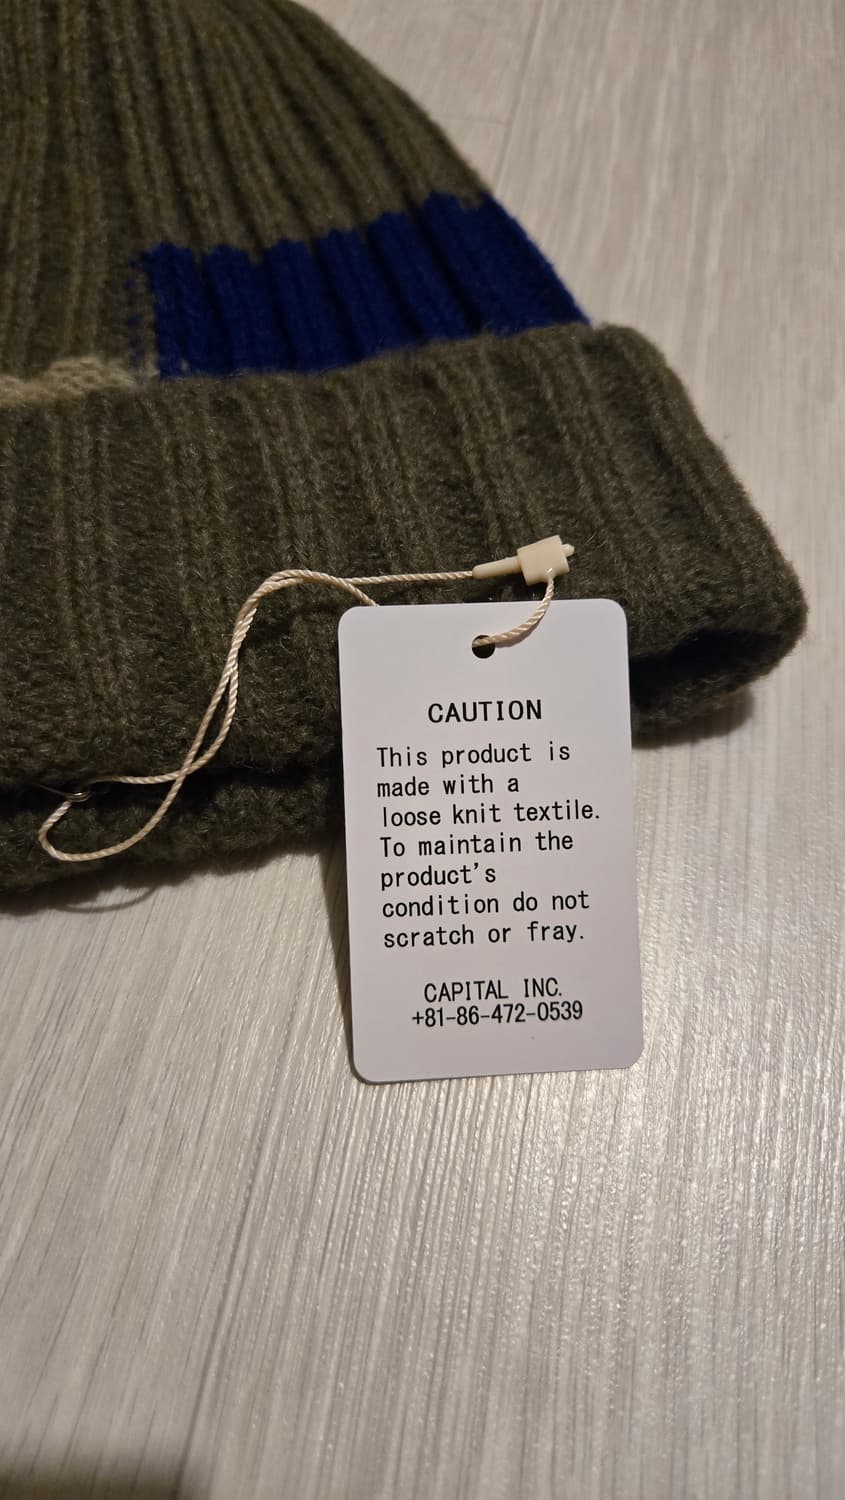 CAUTION
This product is
made with a
loose knit textile.
To maintain the
product's
condition do not
scratch or fray.
CAPITAL INC.
+81-86-472-0539